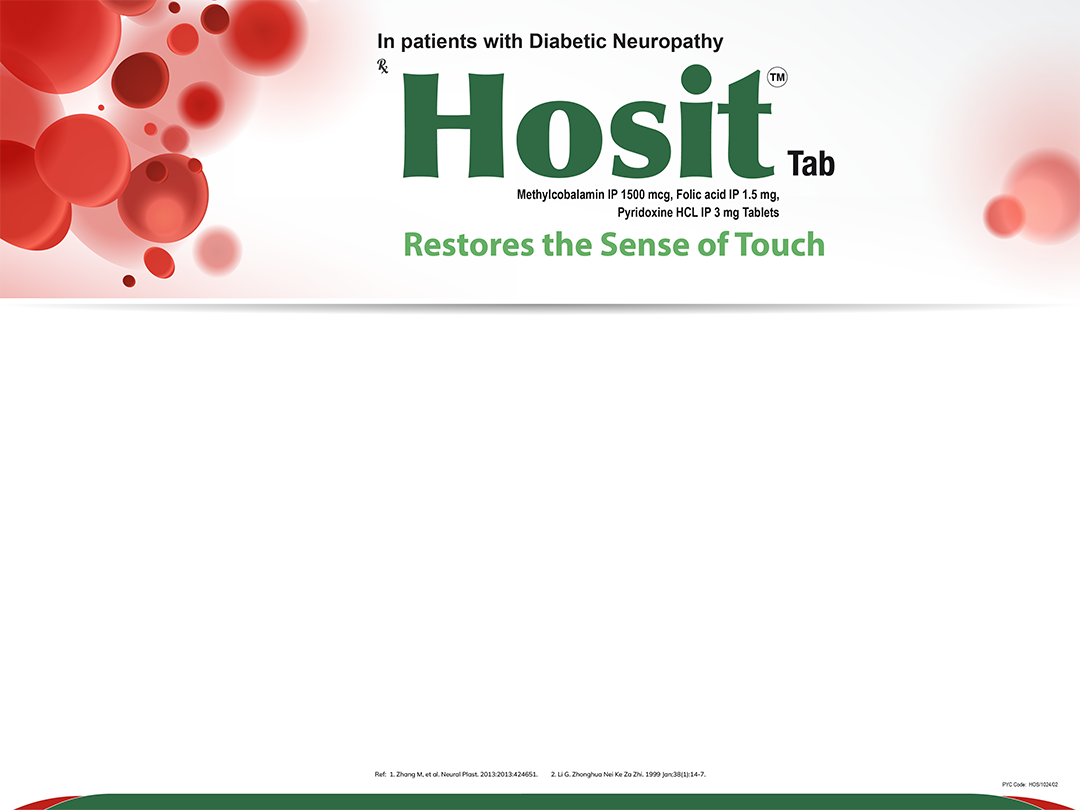 In patients with Diabetic Neuropathy
℞
Hosit™ Tab
Methylcobalamin IP 1500 mcg, Folic acid IP 1.5 mg,
Pyridoxine HCL IP 3 mg Tablets
Restores the Sense of Touch
Ref: 1. Zhang M, et al. Neural Plast. 2013:2013:424651. 2. Li G. Zhonghua Nei Ke Za Zhi. 1999 Jan;38(1):14-7.
PYC Code: HOS/1024/02